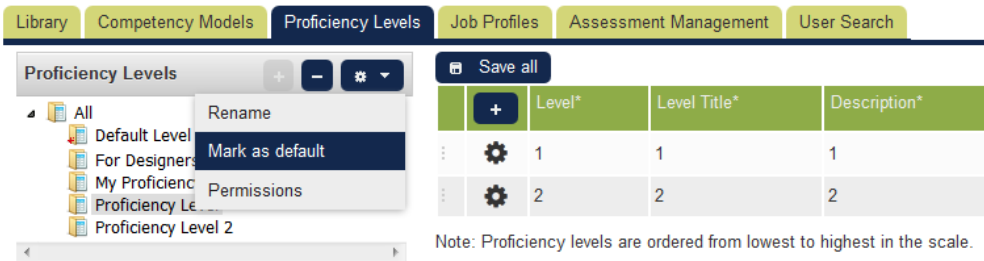 Library Competency Models Proficiency Levels Job Profiles Assessment Management User Search
Proficiency Levels
Save all
Level* Level Title* Description*
All
Rename
Default Level
Mark as default
1 1 1
For Designers
My
Permissions
Proficiency
2 2 2
Proficiency Level 2
Note: Proficiency levels are ordered from lowest to highest in the scale.